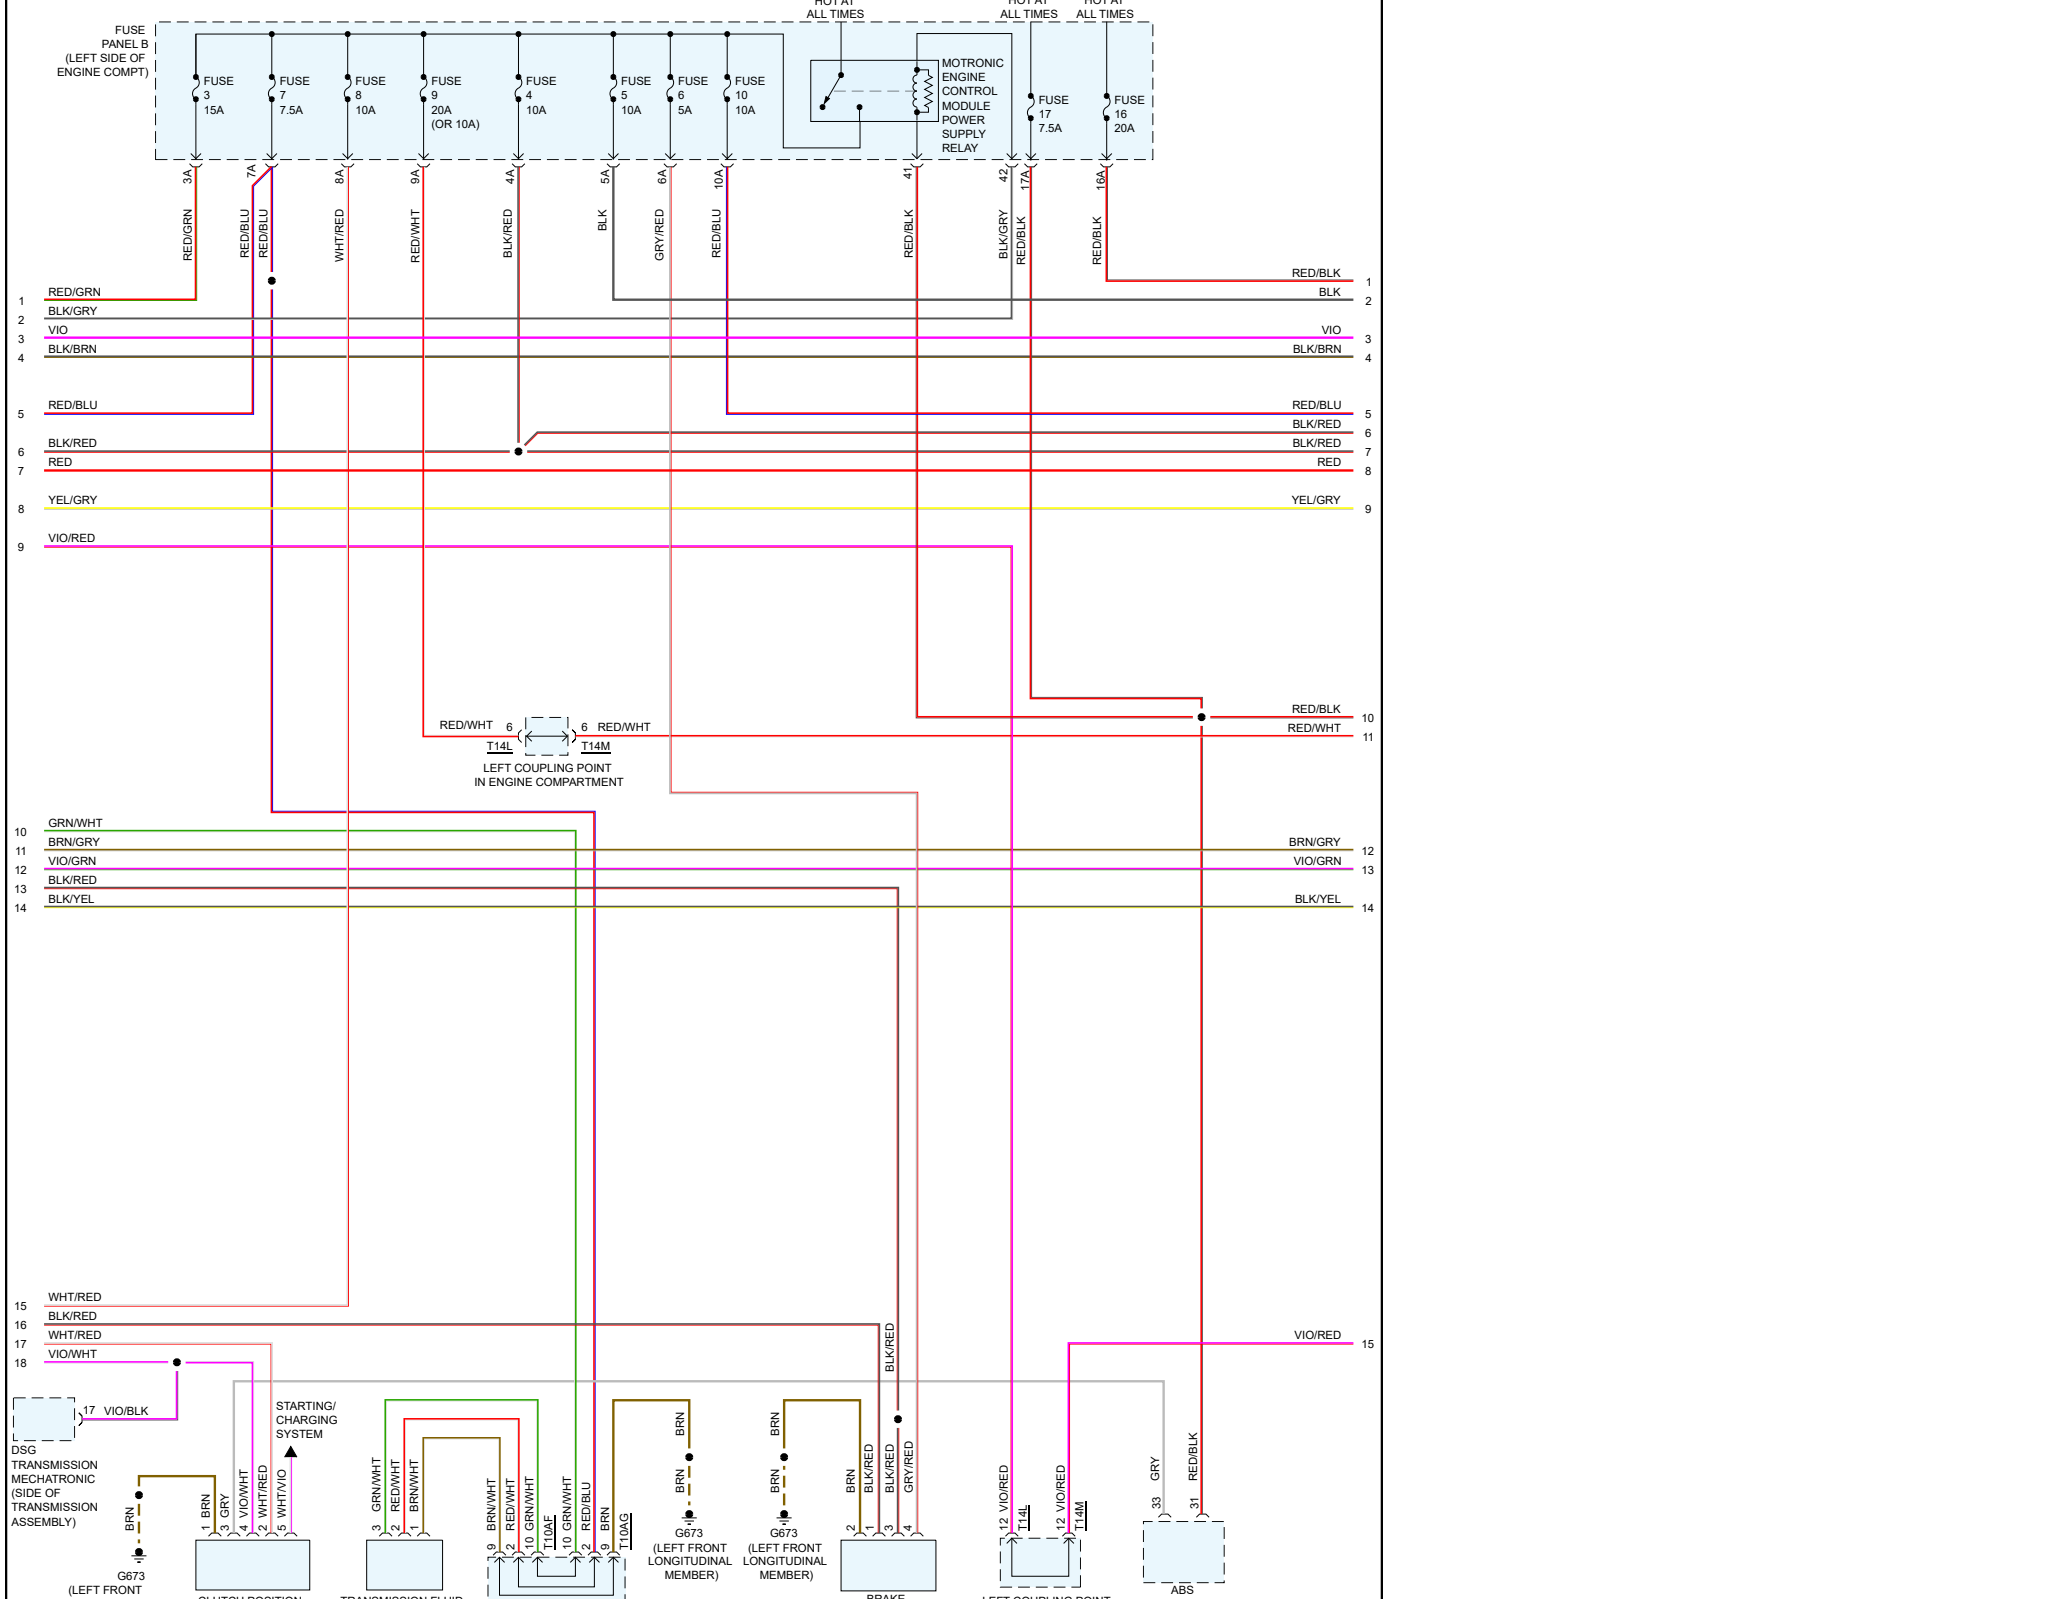 HOT AT
ALL TIMES
HOT AT
ALL TIMES
HOT AT
ALL TIMES
FUSE
PANEL B
(LEFT SIDE OF
ENGINE COMPT)
FUSE
3
15A
FUSE
7
7.5A
FUSE
8
10A
FUSE
9
20A
(OR 10A)
FUSE
4
10A
FUSE
5
10A
FUSE
6
5A
FUSE
10
10A
MOTRONIC
ENGINE
CONTROL
MODULE
POWER
SUPPLY
RELAY
FUSE
17
7.5A
FUSE
16
20A
3A
7A
8A
9A
4A
5A
6A
10A
41
42
17A
16A
RED/GRN
RED/BLU
RED/BLU
WHT/RED
RED/WHT
BLK/RED
BLK
GRY/RED
RED/BLU
RED/BLK
BLK/GRY
RED/BLK
RED/BLK
RED/BLK 1
1 RED/GRN
BLK 2
2 BLK/GRY
3 VIO
VIO 3
4 BLK/BRN
BLK/BRN 4
5 RED/BLU
RED/BLU 5
BLK/RED 6
6 BLK/RED
BLK/RED 7
7 RED
RED 8
8 YEL/GRY
YEL/GRY 9
9 VIO/RED
RED/BLK 10
RED/WHT 6
6 RED/WHT
RED/WHT 11
T14L
T14M
LEFT COUPLING POINT
IN ENGINE COMPARTMENT
10 GRN/WHT
11 BRN/GRY
BRN/GRY 12
12 VIO/GRN
VIO/GRN 13
13 BLK/RED
14 BLK/YEL
BLK/YEL 14
15 WHT/RED
16 BLK/RED
17 WHT/RED
VIO/RED 15
18 VIO/WHT
BLK/RED
17 VIO/BLK
DSG
TRANSMISSION
MECHATRONIC
(SIDE OF
TRANSMISSION
ASSEMBLY)
STARTING/
CHARGING
SYSTEM
BRN
G673
(LEFT FRONT
1 BRN
3 GRY
4 VIO/WHT
2 WHT/RED
5 WHT/VIO
CLUTCH POSITION
3 GRN/WHT
2 RED/WHT
1 BRN/WHT
TRANSMISSION FLUID
9 BRN/WHT
2 RED/WHT
10 GRN/WHT
T10AF
10 GRN/WHT
2 RED/BLU
9 BRN
T10AG
BRN
BRN
G673
(LEFT FRONT
LONGITUDINAL
MEMBER)
BRN
BRN
G673
(LEFT FRONT
LONGITUDINAL
MEMBER)
2 BRN
1 BLK/RED
3 BLK/RED
4 GRY/RED
BRAKE
12 VIO/RED
T14L
12 VIO/RED
T14M
LEFT COUPLING POINT
33 GRY
31 RED/BLK
ABS